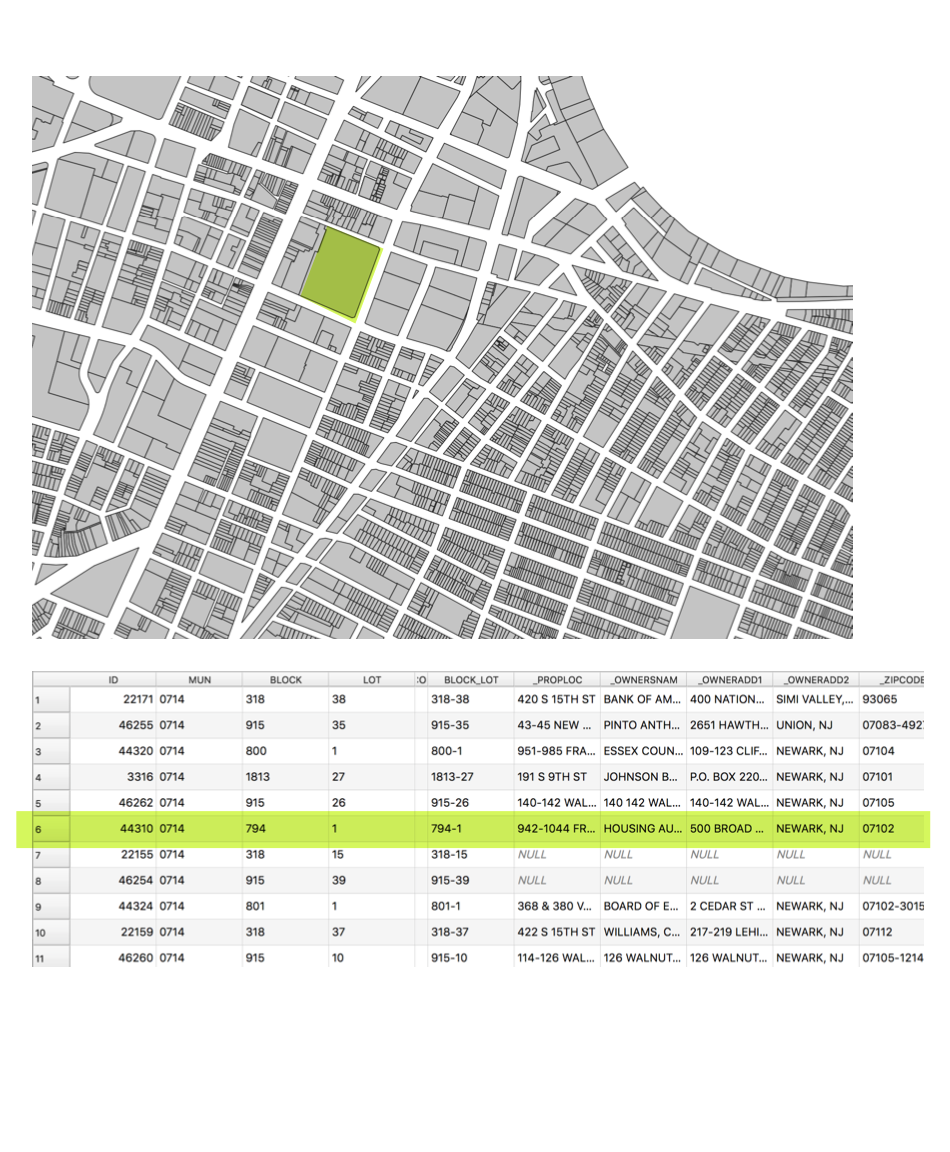 ID MUN BLOCK LOT :O BLOCK_LOT _PROPLOC _OWNERSNAM _OWNERADD1 _OWNERADD2 _ZIPCODE
1 22171 0714 318 38 318-38 420 S 15TH ST BANK OF AM... 400 NATION... SIMI VALLEY,... 93065
2 46255 0714 915 35 915-35 43-45 NEW ... PINTO ANTH... 2651 HAWTH... UNION, NJ 07083-492
3 44320 0714 800 1 800-1 951-985 FRA... ESSEX COUN... 109-123 CLIF... NEWARK, NJ 07104
4 3316 0714 1813 27 1813-27 191 S 9TH ST JOHNSON B... P.O. BOX 220... NEWARK, NJ 07101
5 46262 0714 915 26 915-26 140-142 WAL... 140 142 WAL... 140-142 WAL... NEWARK, NJ 07105
6 44310 0714 794 1 794-1 942-1044 FR... HOUSING AU... 500 BROAD ... NEWARK, NJ 07102
7 22155 0714 318 15 318-15 NULL NULL NULL NULL NULL
8 46254 0714 915 39 915-39 NULL NULL NULL NULL NULL
9 44324 0714 801 1 801-1 368 & 380 V... BOARD OF E... 2 CEDAR ST ... NEWARK, NJ 07102-3015
10 22159 0714 318 37 318-37 422 S 15TH ST WILLIAMS, C... 217-219 LEHI... NEWARK, NJ 07112
11 46260 0714 915 10 915-10 114-126 WAL... 126 WALNUT... 126 WALNUT... NEWARK, NJ 07105-1214